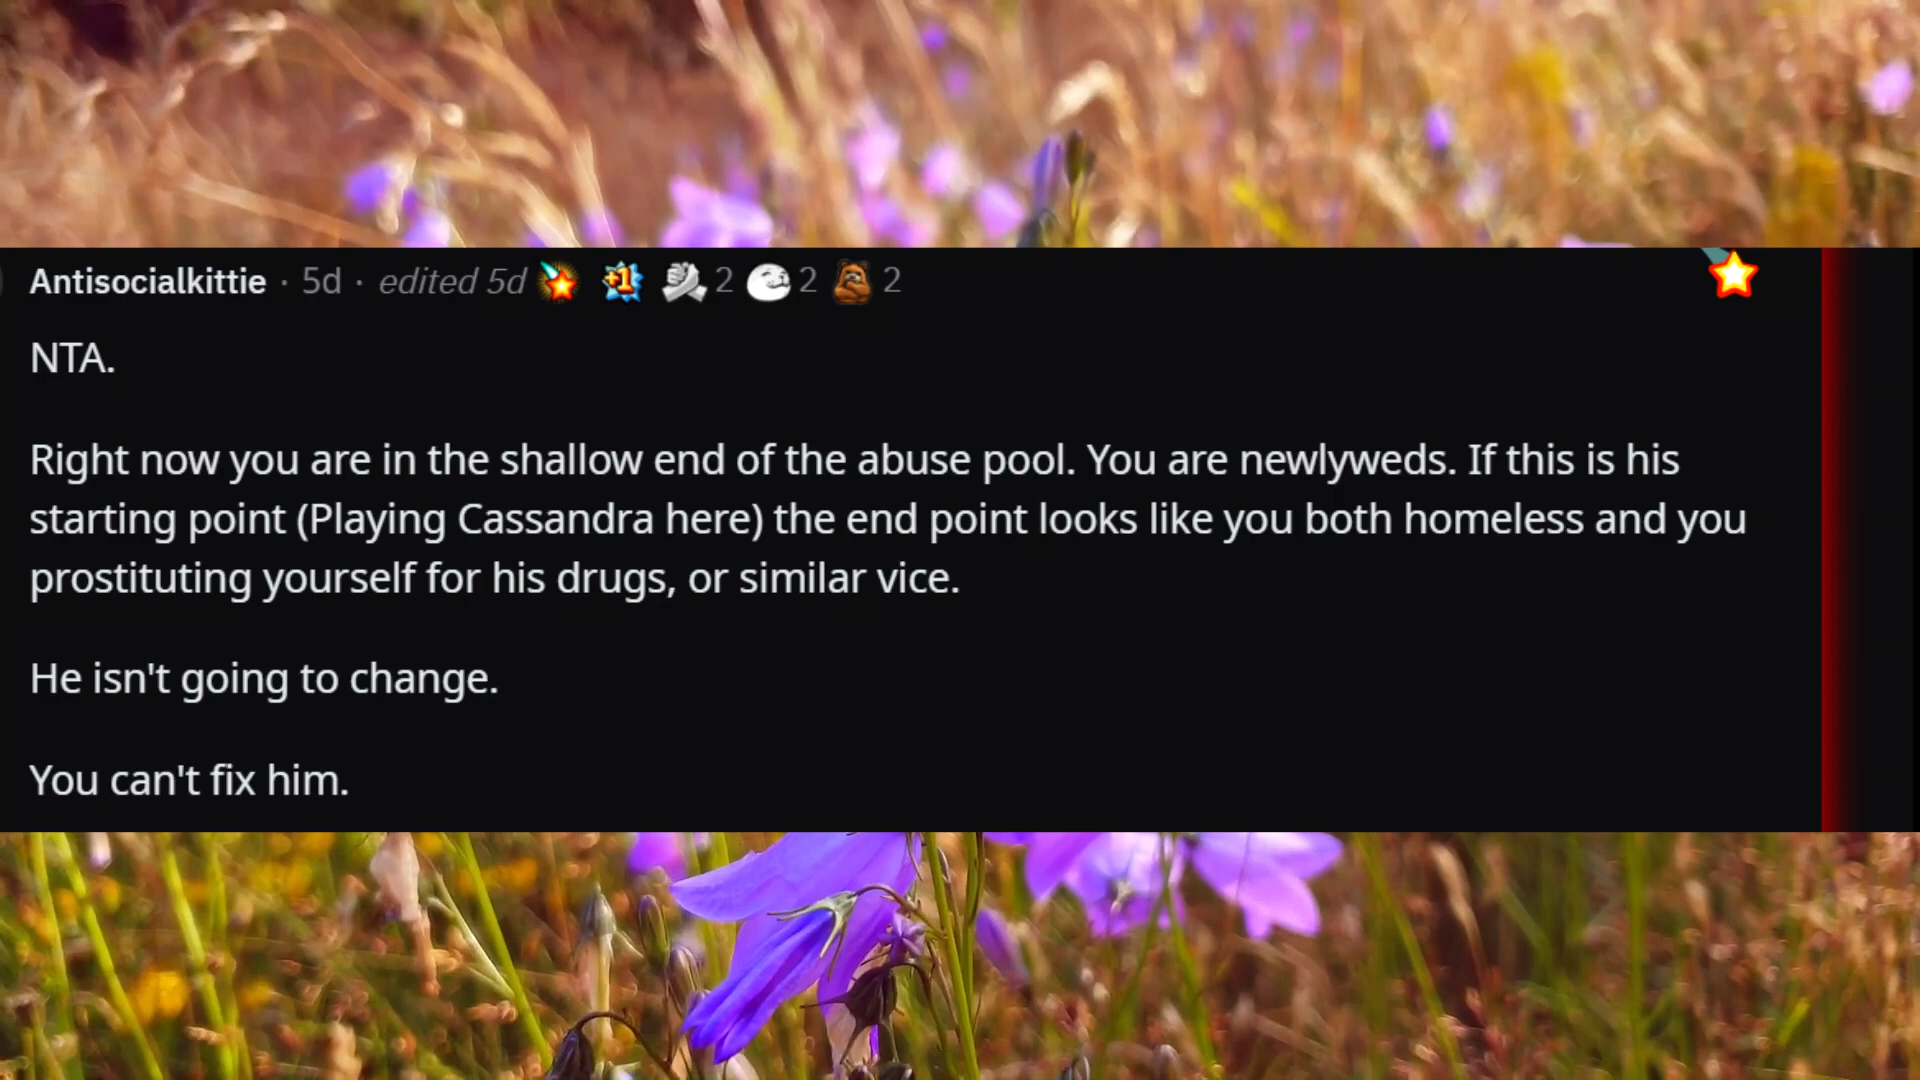 Antisocialkittie · 5d · edited 5d +1 2 2 2
NTA.
Right now you are in the shallow end of the abuse pool. You are newlyweds. If this is his
starting point (Playing Cassandra here) the end point looks like you both homeless and you
prostituting yourself for his drugs, or similar vice.
He isn't going to change.
You can't fix him.